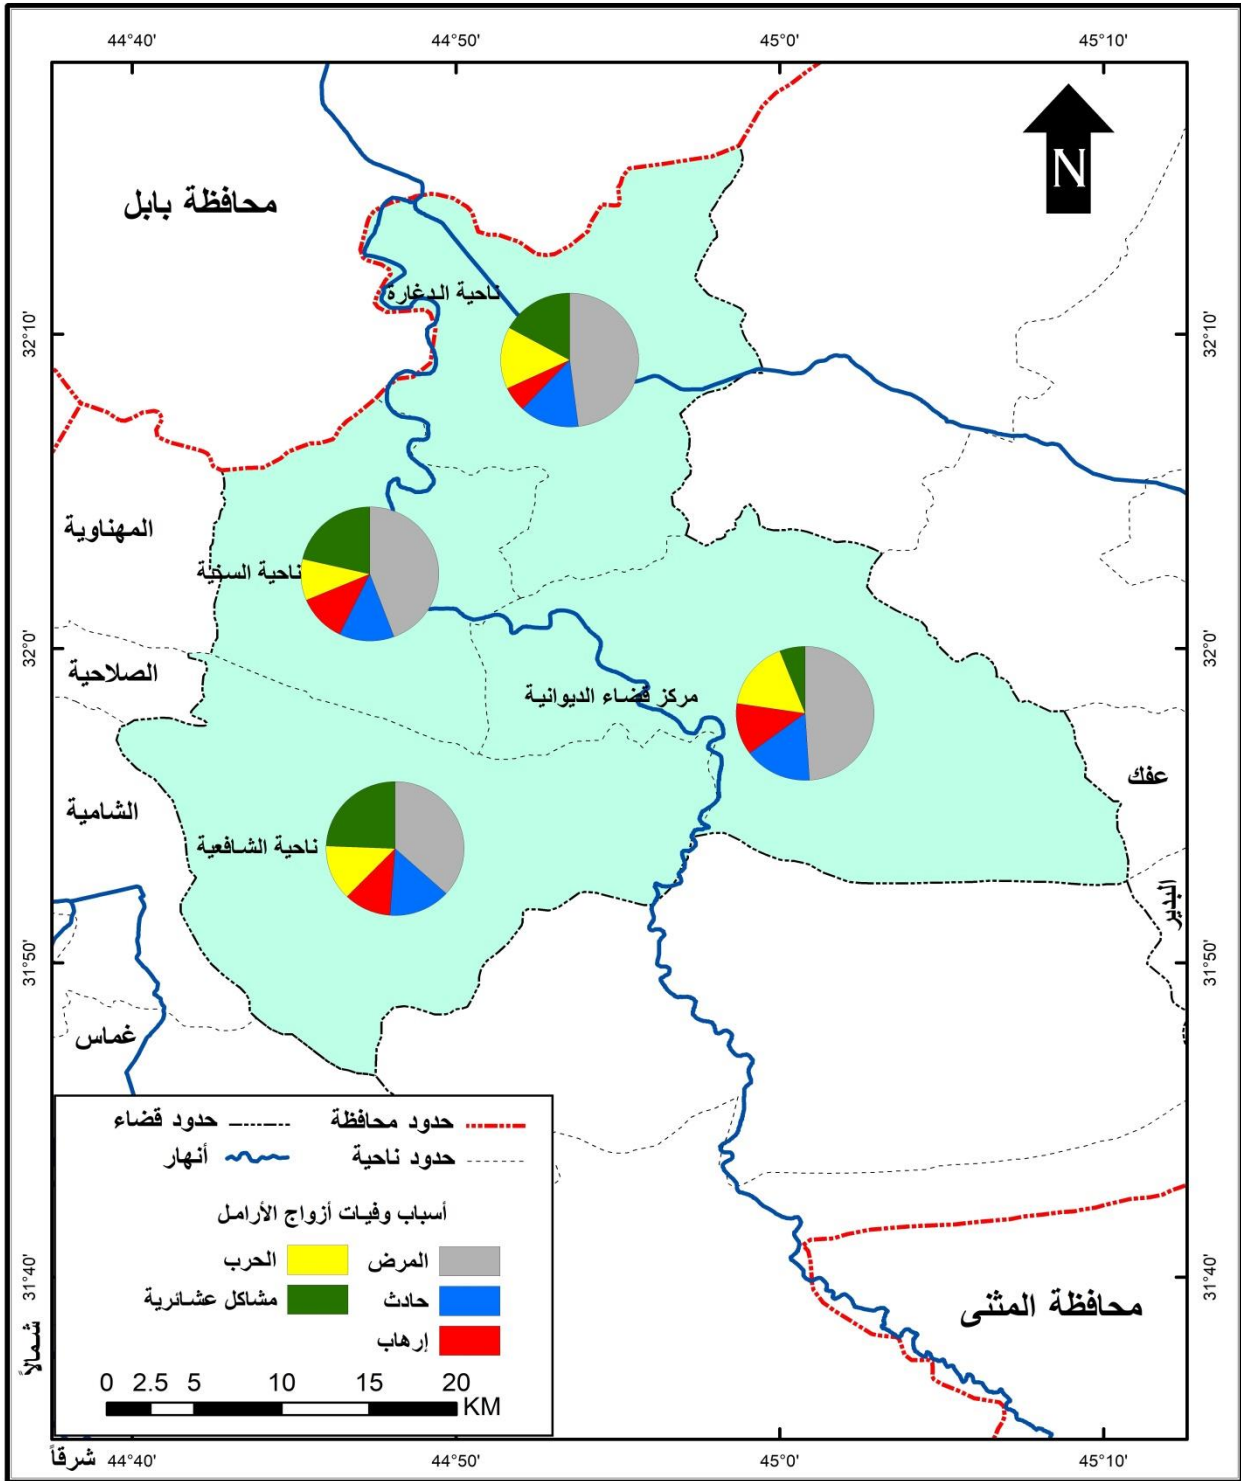 44°40' 44°50' 45°0' 45°10'
N
محافظة بابل
ناحية الدغارة
32°10' 32°10'
المهناوية
ناحية السنية
32°0' 32°0'
الصلاحية
مركز قضاء الديوانية
عفك
الشامية
ناحية الشافعية
البدير
31°50' 31°50'
غماس
حدود محافظة حدود قضاء
حدود ناحية أنهار
أسباب وفيات أزواج الأرامل
المرض الحرب
حادث مشاكل عشائرية
إرهاب
31°40' 31°40'
محافظة المثنى
شمالاً
0 2.5 5 10 15 20
KM
شرقاً
44°40' 44°50' 45°0' 45°10'